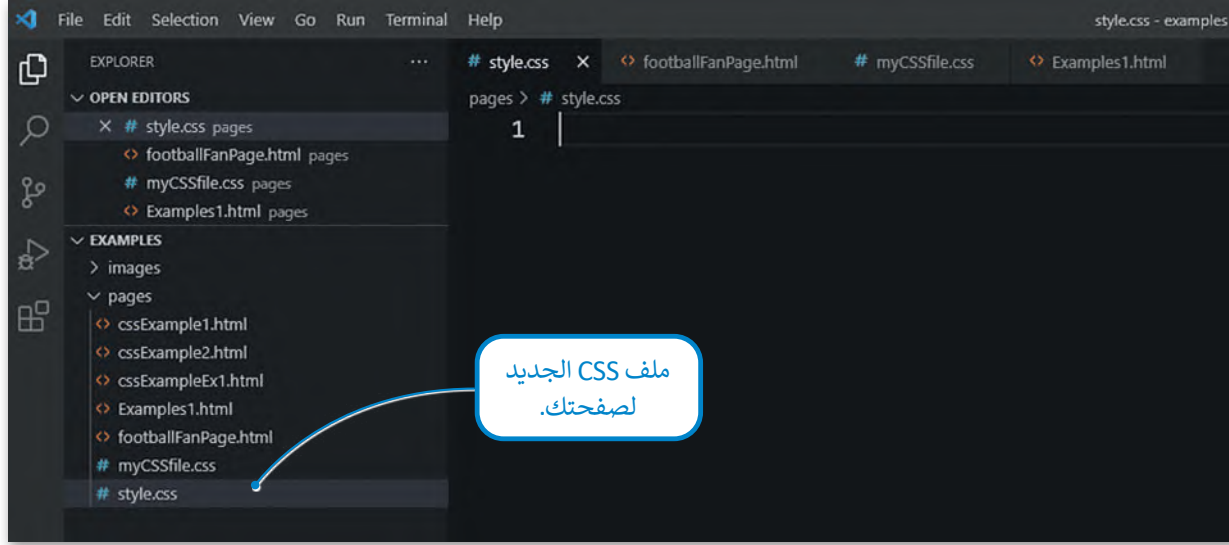 File Edit Selection View Go Run Terminal Help style.css - examples
EXPLORER ...
OPEN EDITORS
# style.css pages
<> footballFanPage.html pages
# myCSSfile.css pages
<> Examples1.html pages
EXAMPLES
> images
pages
<> cssExample1.html
<> cssExample2.html
<> cssExampleEx1.html
<> Examples1.html
<> footballFanPage.html
# myCSSfile.css
# style.css
# style.css <> footballFanPage.html # myCSSfile.css <> Examples1.html
pages > # style.css
1
ملف CSS الجديد
لصفحتك.